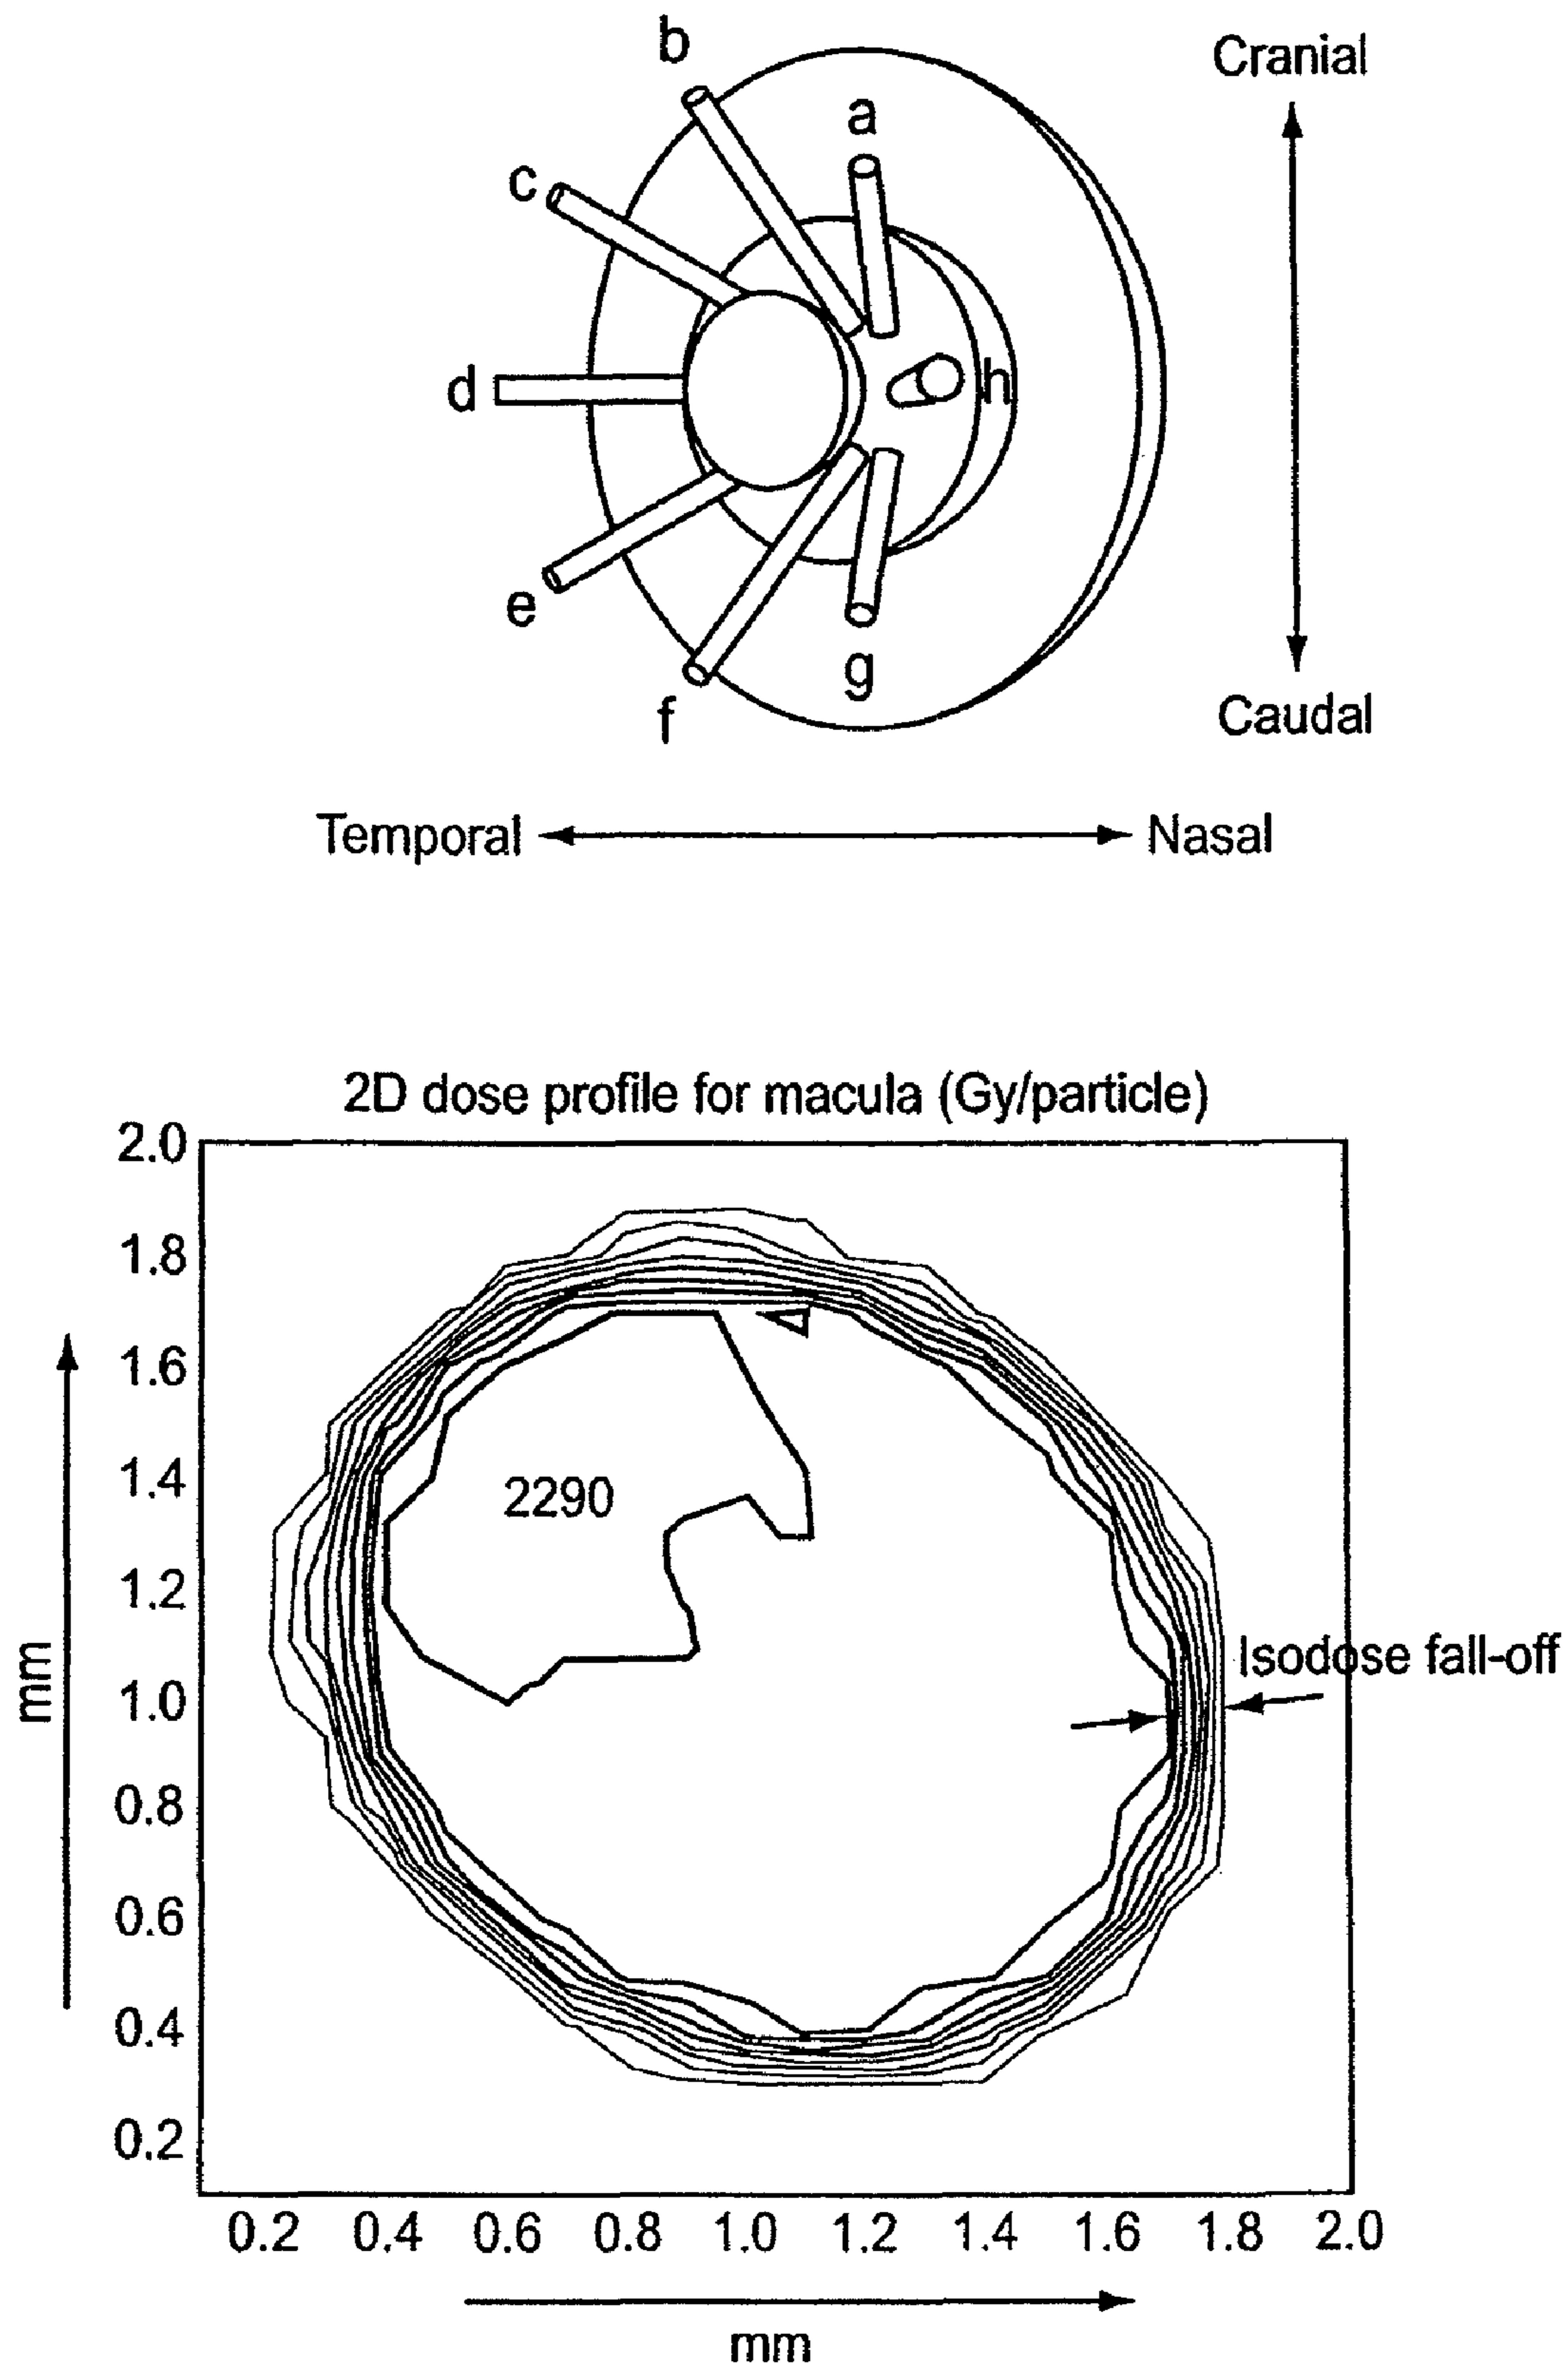 b
Cranial
a
c
d
h
e
g
f
Caudal
Temporal
Nasal
2D dose profile for macula (Gy/particle)
2.0
1.8
1.6
1.4
2290
1.2
mm
Isodose fall-off
1.0
0.8
0.6
0.4
0.2
0.2 0.4 0.6 0.8 1.0 1.2 1.4 1.6 1.8 2.0
mm